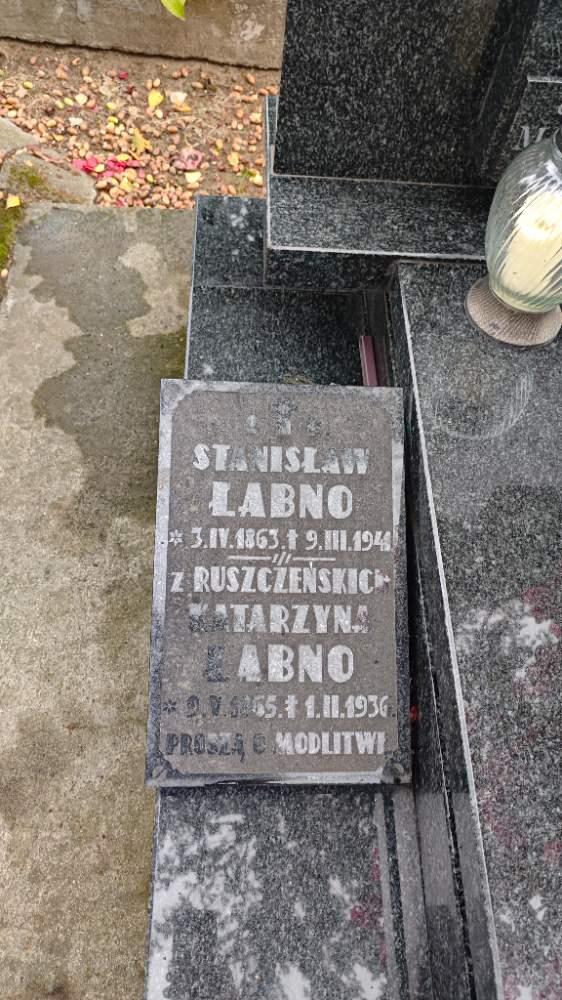 STANISŁAW
ŁABNO
* 3.IV.1863.† 9.III.1941
Z RUSZCZEŃSKICH
KATARZYNA
ŁABNO
* 9.V.1865.† 1.II.1936.
PROSZĄ O MODLITWĘ
M